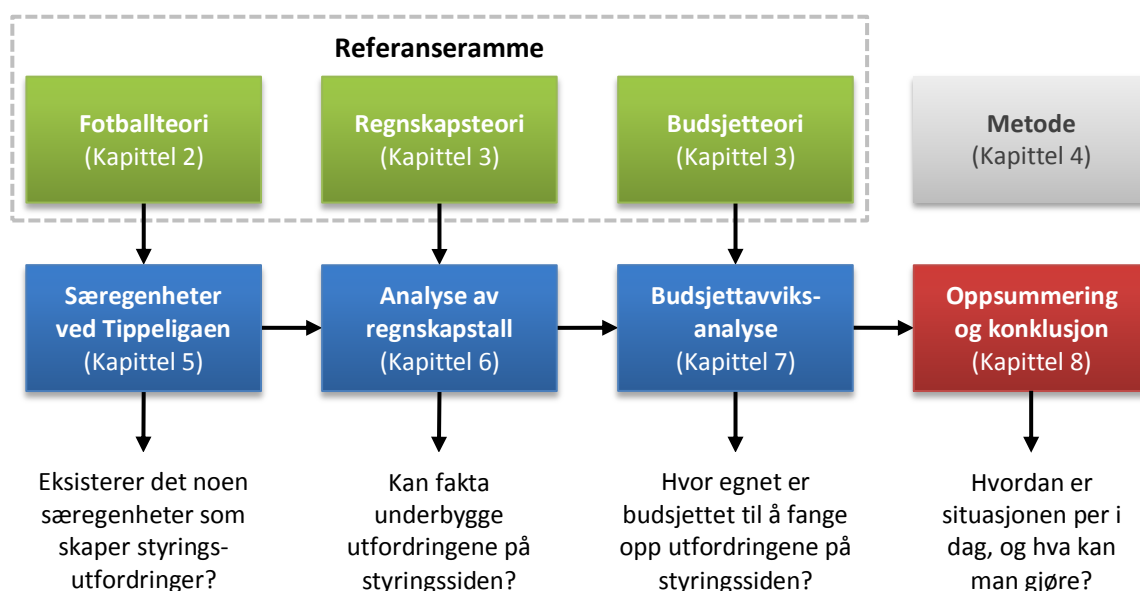 Referanseramme
Fotballteori
(Kapittel 2)
Regnskapsteori
(Kapittel 3)
Budsjetteori
(Kapittel 3)
Metode
(Kapittel 4)
Særegenheter
ved Tippeligaen
(Kapittel 5)
Analyse av
regnskapstall
(Kapittel 6)
Budsjettavviks-
analyse
(Kapittel 7)
Oppsummering
og konklusjon
(Kapittel 8)
Eksisterer det noen
særegenheter som
skaper styrings-
utfordringer?
Kan fakta
underbygge
utfordringene på
styringssiden?
Hvor egnet er
budsjettet til å fange
opp utfordringene på
styringssiden?
Hvordan er
situasjonen per i
dag, og hva kan
man gjøre?